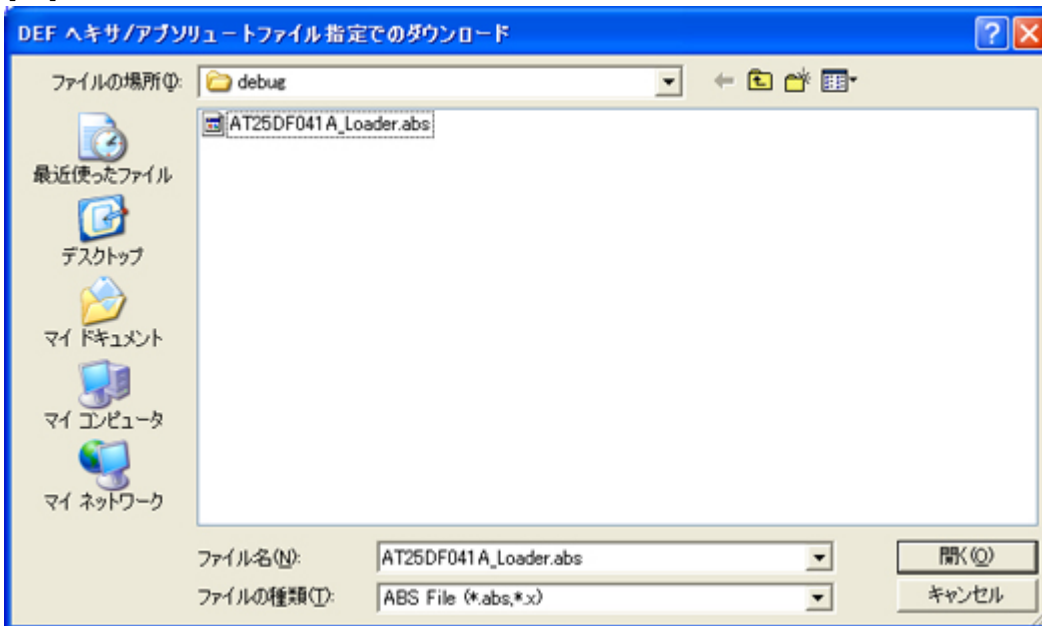 DEF ヘキサ/アブソリュートファイル指定でのダウンロード
ファイルの場所(I):
debug
AT25DF041A_Loader.abs
最近使ったファイル
デスクトップ
マイ ドキュメント
マイ コンピュータ
マイ ネットワーク
ファイル名(N):
AT25DF041A_Loader.abs
開く(O)
ファイルの種類(T):
ABS File (*.abs,*.x)
キャンセル